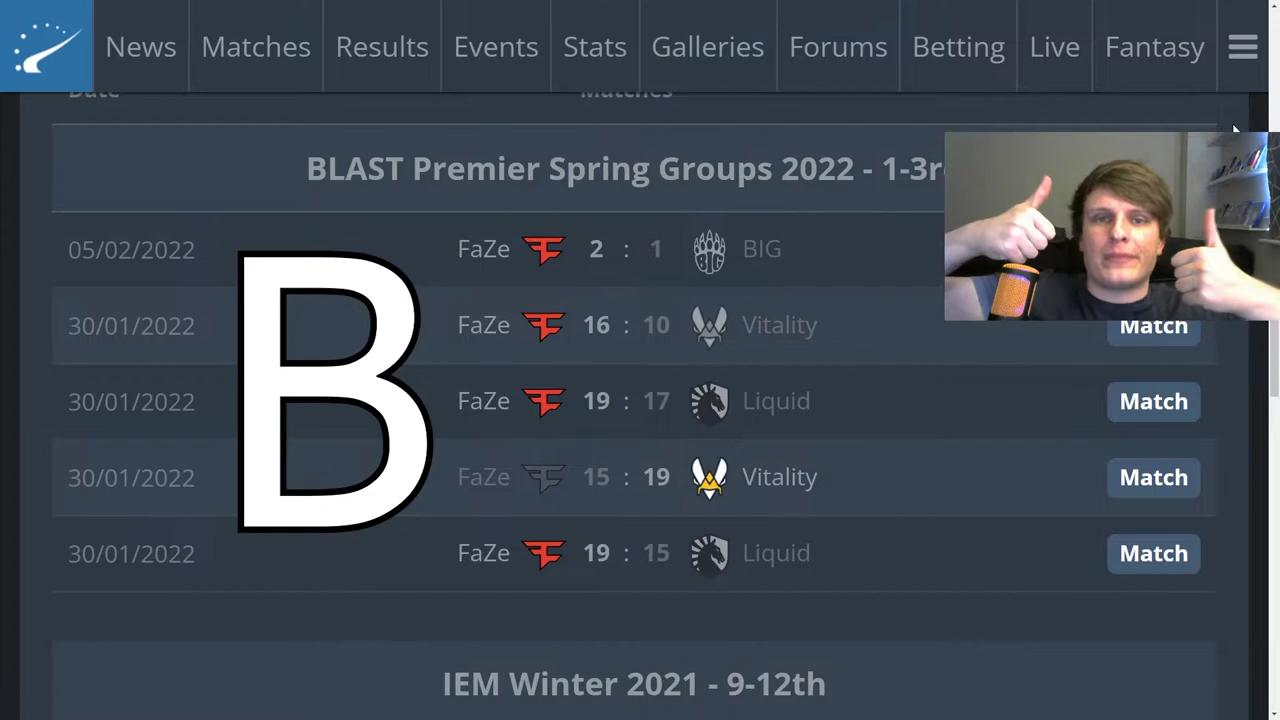 News Matches Results Events Stats Galleries Forums Betting Live Fantasy
Date Matches
BLAST Premier Spring Groups 2022 - 1-3r
05/02/2022 FaZe 2 : 1 BIG BIG
30/01/2022 FaZe 16 : 10 Vitality Match
30/01/2022 FaZe 19 : 17 Liquid Match
30/01/2022 FaZe 15 : 19 Vitality Match
30/01/2022 FaZe 19 : 15 Liquid Match
B
IEM Winter 2021 - 9-12th